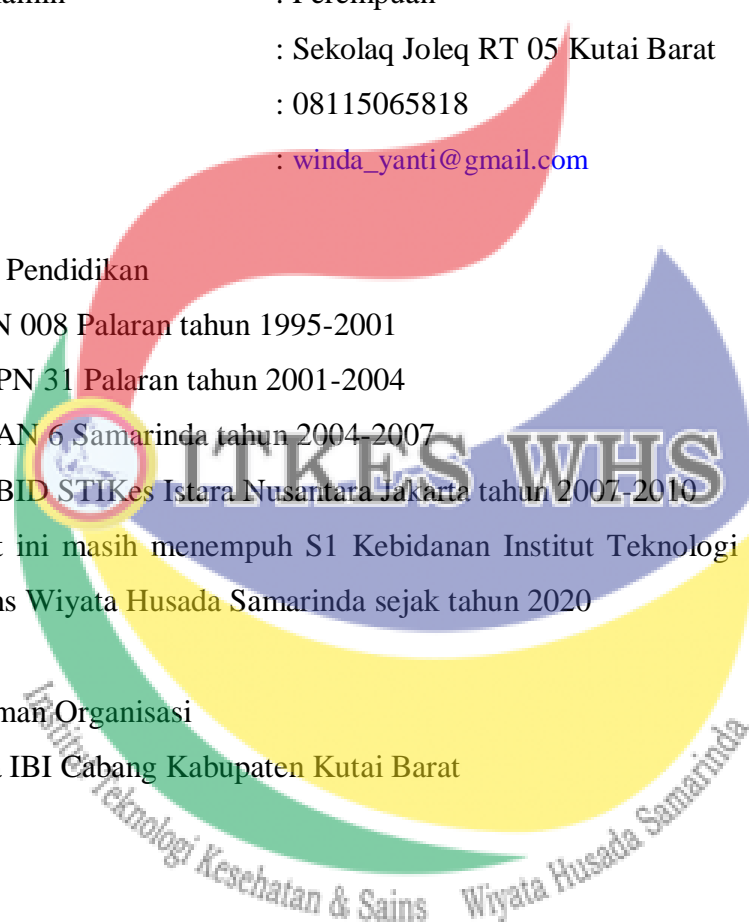 : Perempuan
: Sekolaq Joleq RT 05 Kutai Barat
: 08115065818
: winda_yanti@gmail.com
Pendidikan
N 008 Palaran tahun 1995-2001
PN 31 Palaran tahun 2001-2004
AN 6 Samarinda tahun 2004-2007
ITKES WHS
BID STIKes Istara Nusantara Jakarta tahun 2007-2010
t ini masih menempuh S1 Kebidanan Institut Teknologi
ns Wiyata Husada Samarinda sejak tahun 2020
man Organisasi
a IBI Cabang Kabupaten Kutai Barat
Institut Teknologi Kesehatan & Sains Wiyata Husada Samarinda